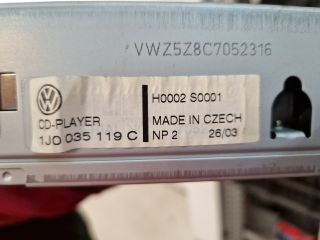 VWZ5Z8C7052316
H0002 S0001
CD-PLAYER
MADE IN CZECH
1J0 035 119 C
NP 2 26/03